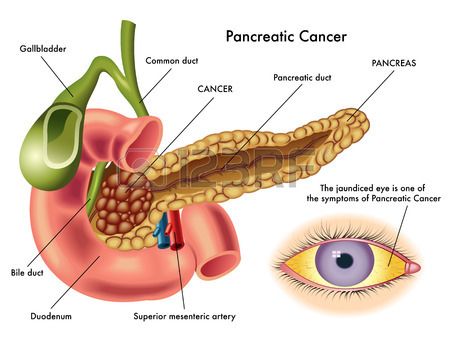 Pancreatic Cancer
Gallbladder
Common duct
CANCER
Pancreatic duct
PANCREAS
123RF
The jaundiced eye is one of
the symptoms of Pancreatic Cancer
Bile duct
Duodenum
Superior mesenteric artery